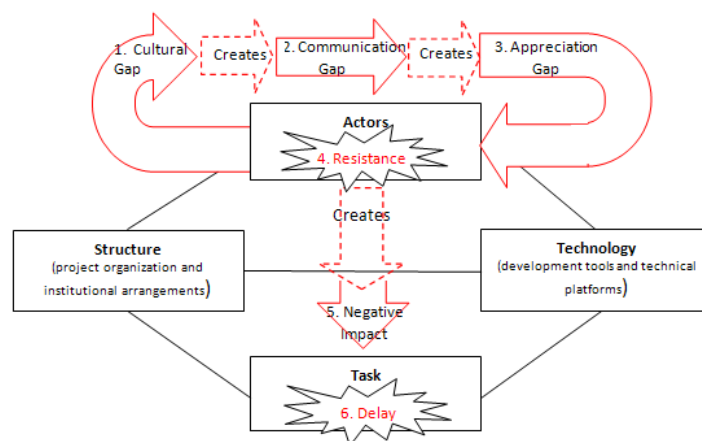 1. Cultural
Gap
Creates
2. Communication
Gap
Creates
3. Appreciation
Gap
Actors
4. Resistance
Creates
Structure
(project organization and
institutional arrangements)
Technology
(development tools and technical
platforms)
5. Negative
Impact
Task
6. Delay